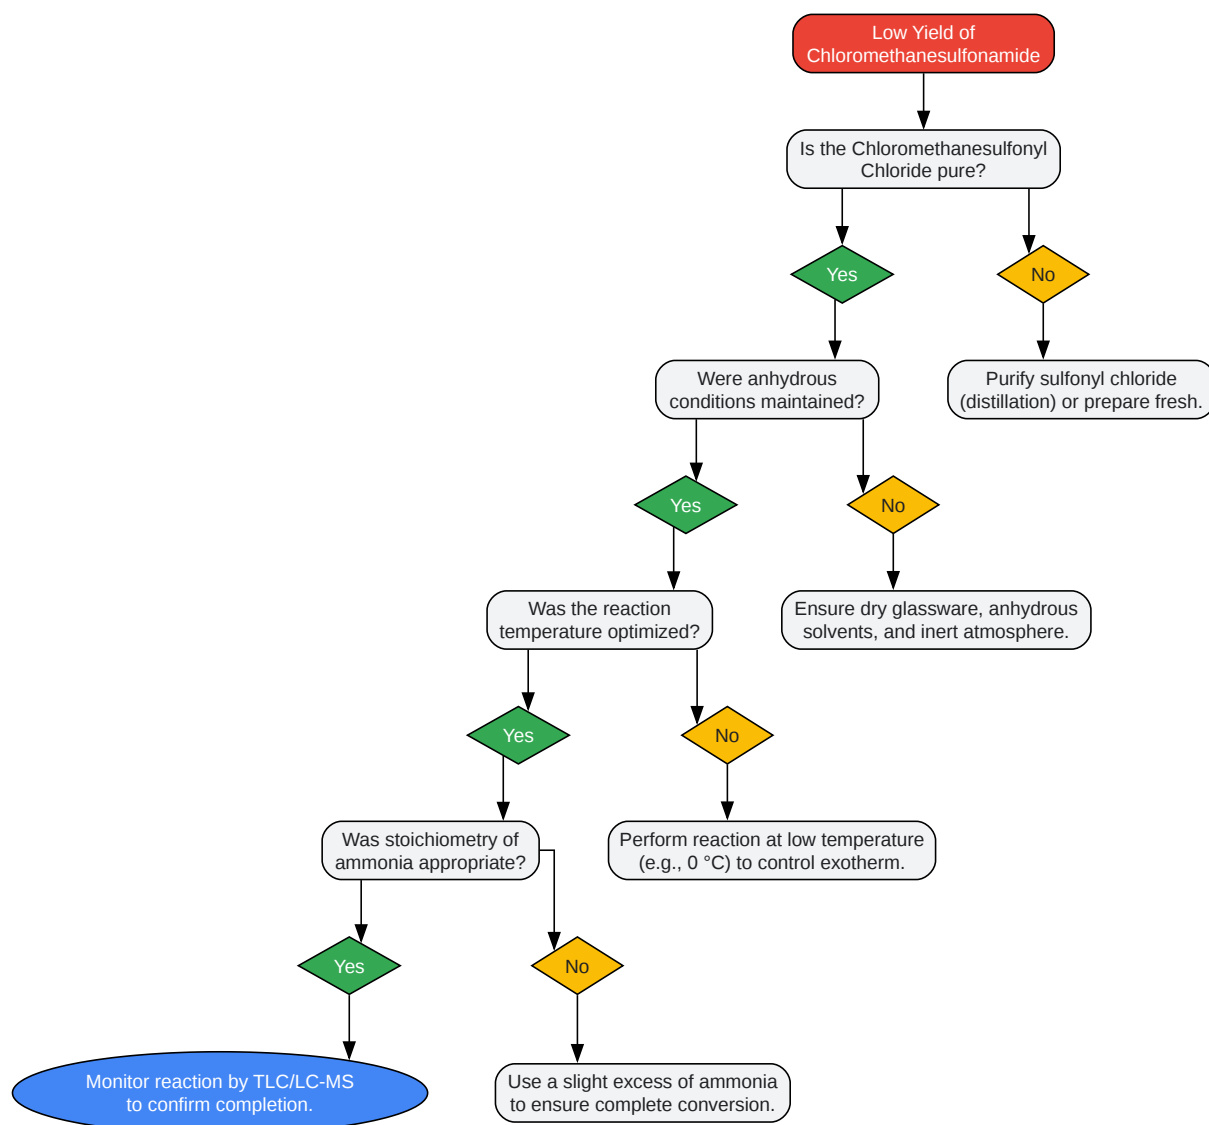 Low Yield of
Chloromethanesulfonamide
Is the Chloromethanesulfonyl
Chloride pure?
Yes
No
Were anhydrous
conditions maintained?
Purify sulfonyl chloride
(distillation) or prepare fresh.
Yes
No
Was the reaction
temperature optimized?
Ensure dry glassware, anhydrous
solvents, and inert atmosphere.
Yes
No
Was stoichiometry of
ammonia appropriate?
Perform reaction at low temperature
(e.g., 0 °C) to control exotherm.
Yes
No
Monitor reaction by TLC/LC-MS
to confirm completion.
Use a slight excess of ammonia
to ensure complete conversion.